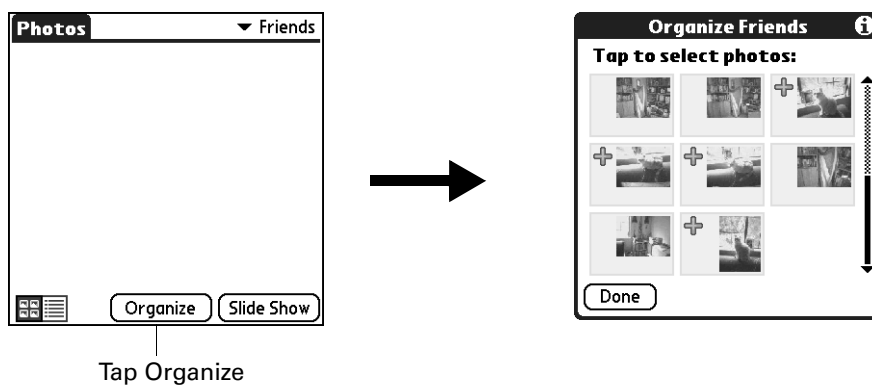 Photos
Friends
Organize
Slide Show
Tap Organize
Organize Friends
Tap to select photos:
Done